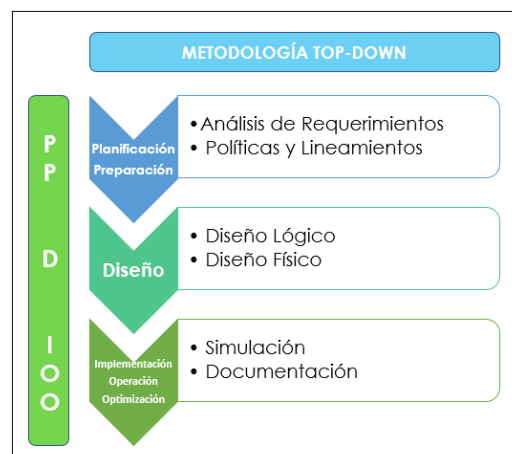 METODOLOGÍA TOP-DOWN
P
P
D
I
O
O
Planificación
Preparación
•Análisis de Requerimientos
• Políticas y Lineamientos
Diseño
• Diseño Lógico
• Diseño Físico
Implementación
Operación
Optimización
• Simulación
• Documentación